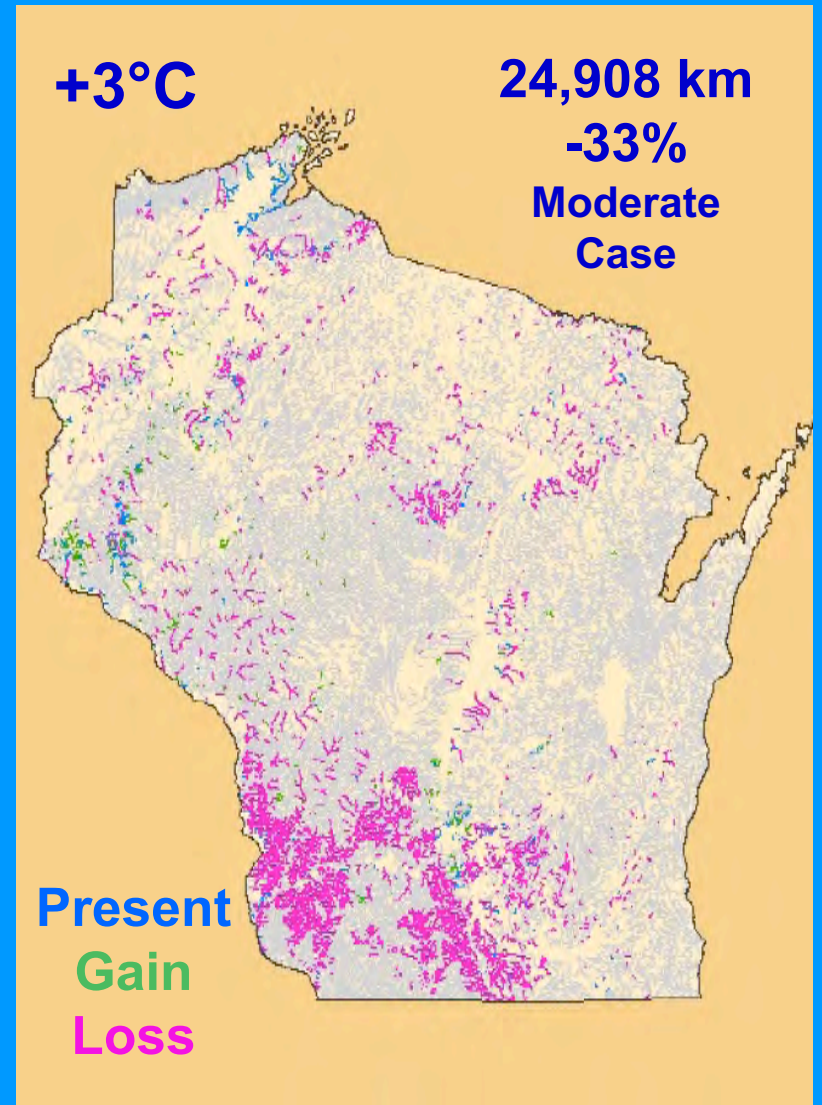 +3°C
24,908 km
-33%
Moderate
Case
Present
Gain
Loss